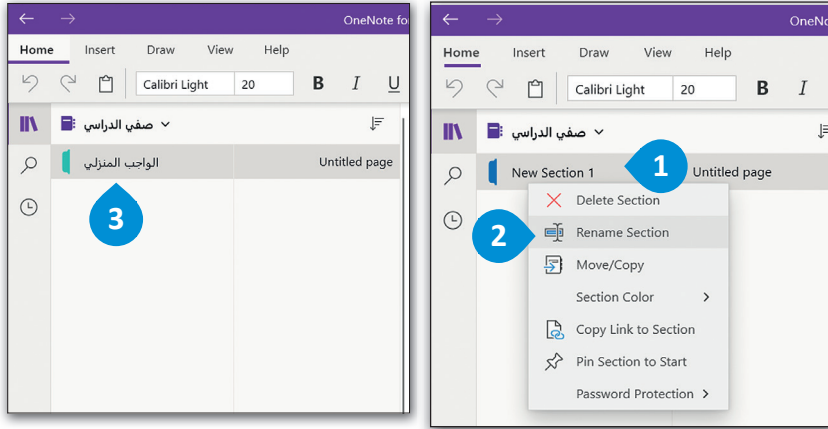 OneNote for
Home Insert Draw View Help
Calibri Light 20 B I U
صفي الدراسي
الواجب المنزلي Untitled page
3
OneNo
Home Insert Draw View Help
Calibri Light 20 B I
صفي الدراسي
New Section 1 1 Untitled page
Delete Section
2 Rename Section
Move/Copy
Section Color
Copy Link to Section
Pin Section to Start
Password Protection